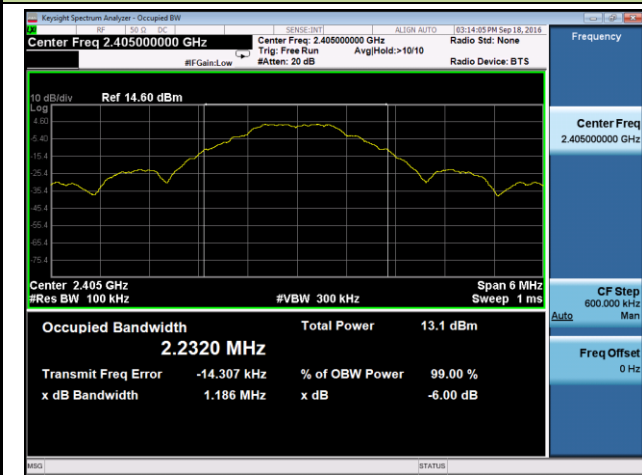 Keysight Spectrum Analyzer - Occupied BW
RF 50 Ω DC SENSE:INT ALIGN AUTO 03:14:05 PM Sep 18, 2016
Center Freq 2.405000000 GHz
Center Freq: 2.405000000 GHz
Radio Std: None
Trig: Free Run Avg|Hold:>10/10
#IFGain:Low #Atten: 20 dB
Radio Device: BTS
Frequency
10 dB/div Ref 14.60 dBm
Log
4.60
-5.40
-15.4
-25.4
-35.4
-45.4
-55.4
-65.4
-75.4
Center 2.405 GHz Span 6 MHz
#Res BW 100 kHz #VBW 300 kHz Sweep 1 ms
Occupied Bandwidth Total Power 13.1 dBm
2.2320 MHz
Transmit Freq Error -14.307 kHz % of OBW Power 99.00 %
x dB Bandwidth 1.186 MHz x dB -6.00 dB
Center Freq
2.405000000 GHz
CF Step
600.000 kHz
Auto Man
Freq Offset
0 Hz
MSG STATUS